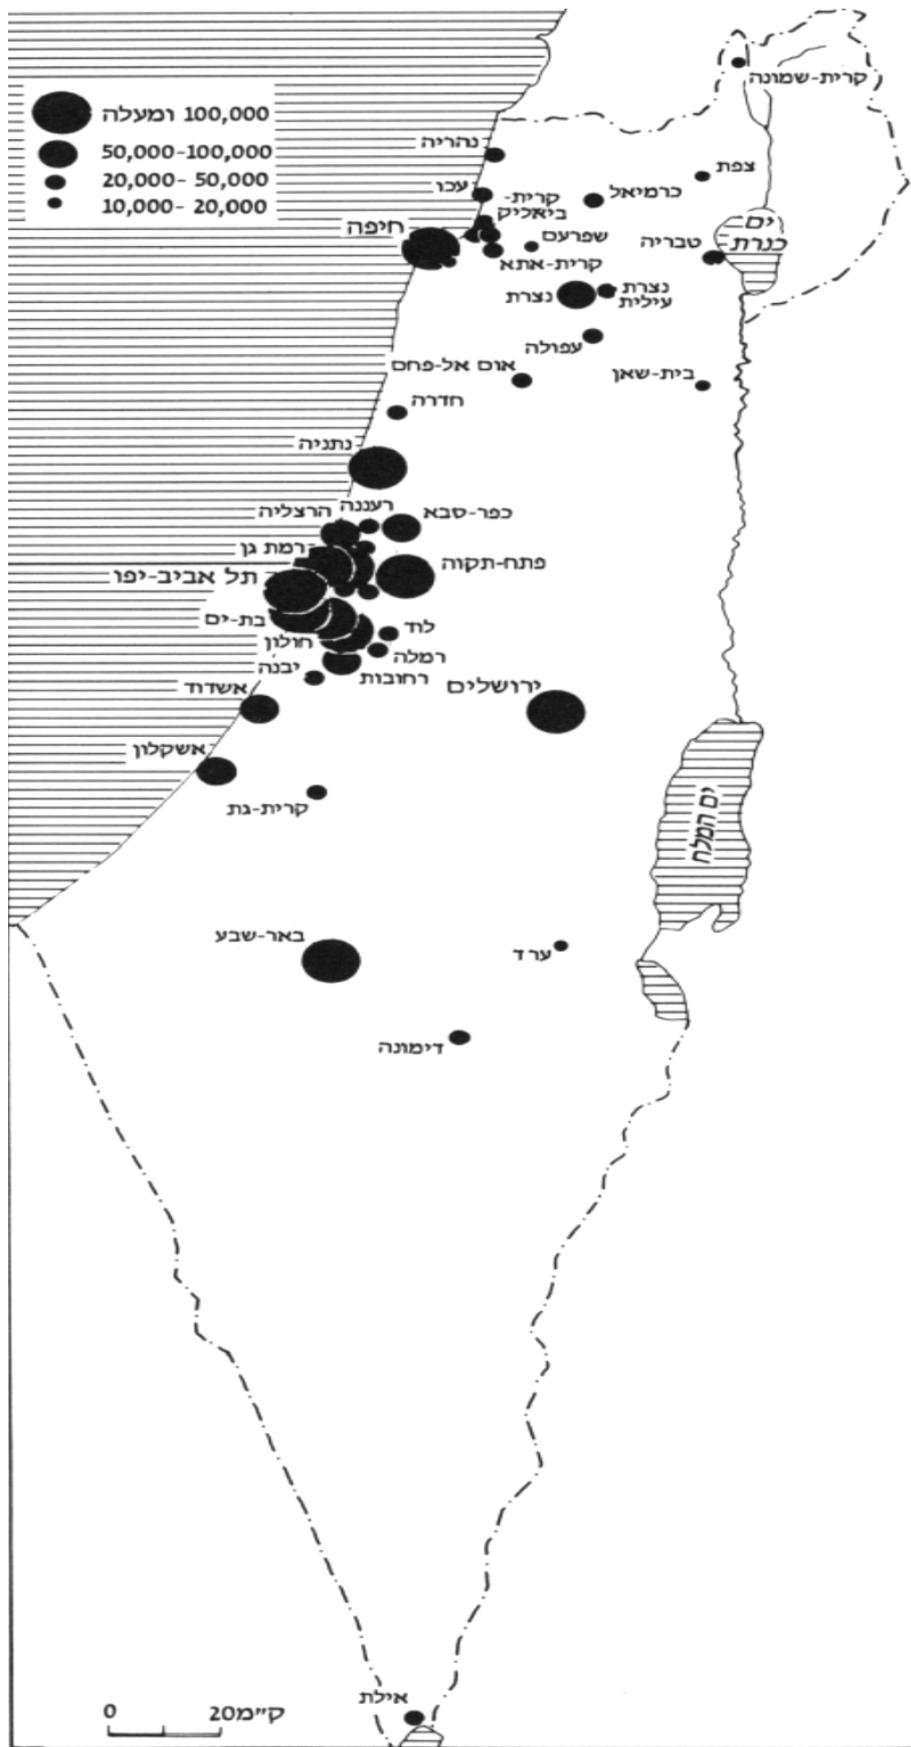 100,000 ומעלה
50,000-100,000
20,000- 50,000
10,000- 20,000
קרית-שמונה
נהריה
צפת
עכו
קרית-
ביאליק
כרמיאל
חיפה
שפרעם
טבריה
ים
כנרת
קרית-אתא
נצרת
נצרת
עילית
עפולה
אום אל-פחם
בית-שאן
חדרה
נתניה
רעננה
הרצליה
כפר-סבא
רמת גן
פתח-תקוה
תל אביב-יפו
בת-ים
לוד
חולון
רמלה
יבנה
רחובות
אשדוד
ירושלים
אשקלון
קרית-גת
ים המלח
באר-שבע
ערד
דימונה
אילת
0
20ק"מ